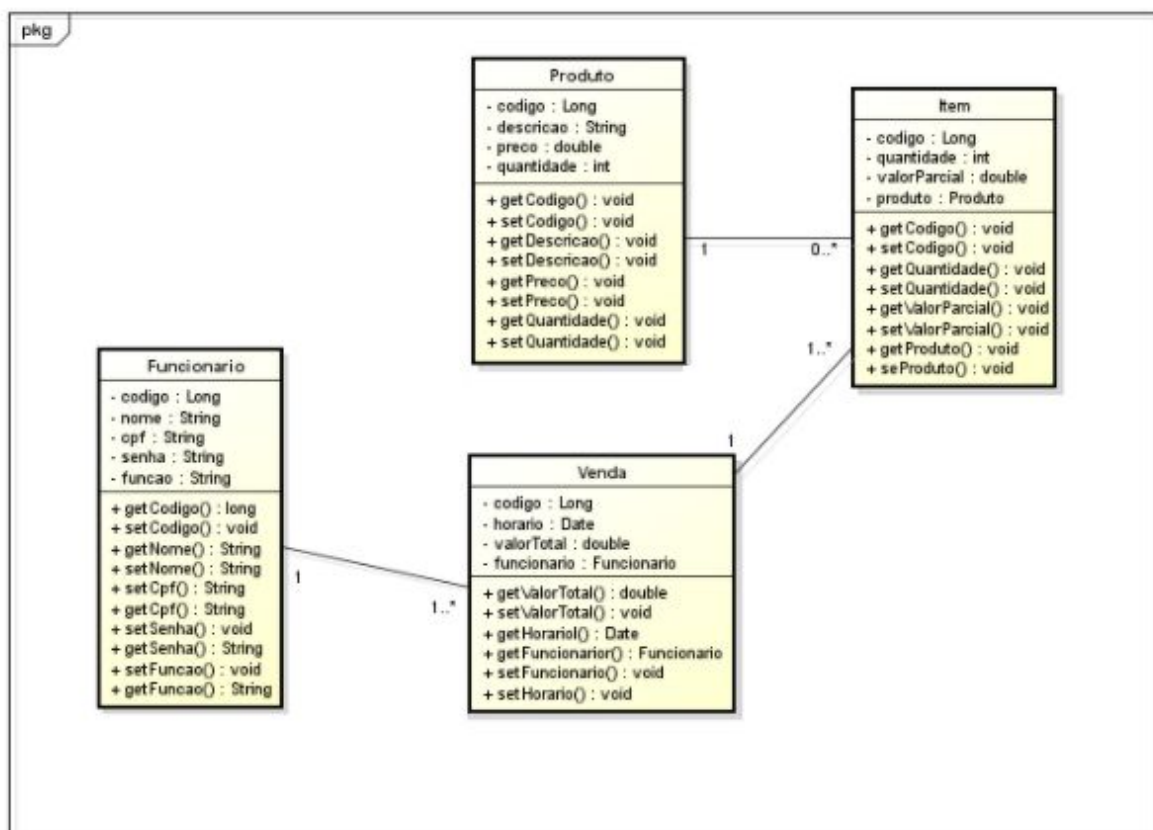 pkg
Produto
- codigo : Long
- descricao : String
- preco : double
- quantidade : int
+ getCodigo() : void
+ setCodigo() : void
+ getDescricao() : void
+ setDescricao() : void
+ getPreco() : void
+ setPreco() : void
+ getQuantidade() : void
+ setQuantidade() : void
Item
- codigo : Long
- quantidade : int
- valorParcial : double
- produto : Produto
+ getCodigo() : void
+ setCodigo() : void
+ getQuantidade() : void
+ setQuantidade() : void
+ getValorParcial() : void
+ setValorParcial() : void
+ getProduto() : void
+ seProduto() : void
1
0..*
1..*
1
Funcionario
- codigo : Long
- nome : String
- cpf : String
- senha : String
- funcao : String
+ getCodigo() : long
+ setCodigo() : void
+ getNome() : String
+ setNome() : String
+ setCpf() : String
+ getCpf() : String
+ setSenha() : void
+ getSenha() : String
+ setFuncao() : void
+ getFuncao() : String
1
1..*
Venda
- codigo : Long
- horario : Date
- valorTotal : double
- funcionario : Funcionario
+ getValorTotal() : double
+ setValorTotal() : void
+ getHorariol() : Date
+ getFuncionarior() : Funcionario
+ setFuncionario() : void
+ setHorario() : void